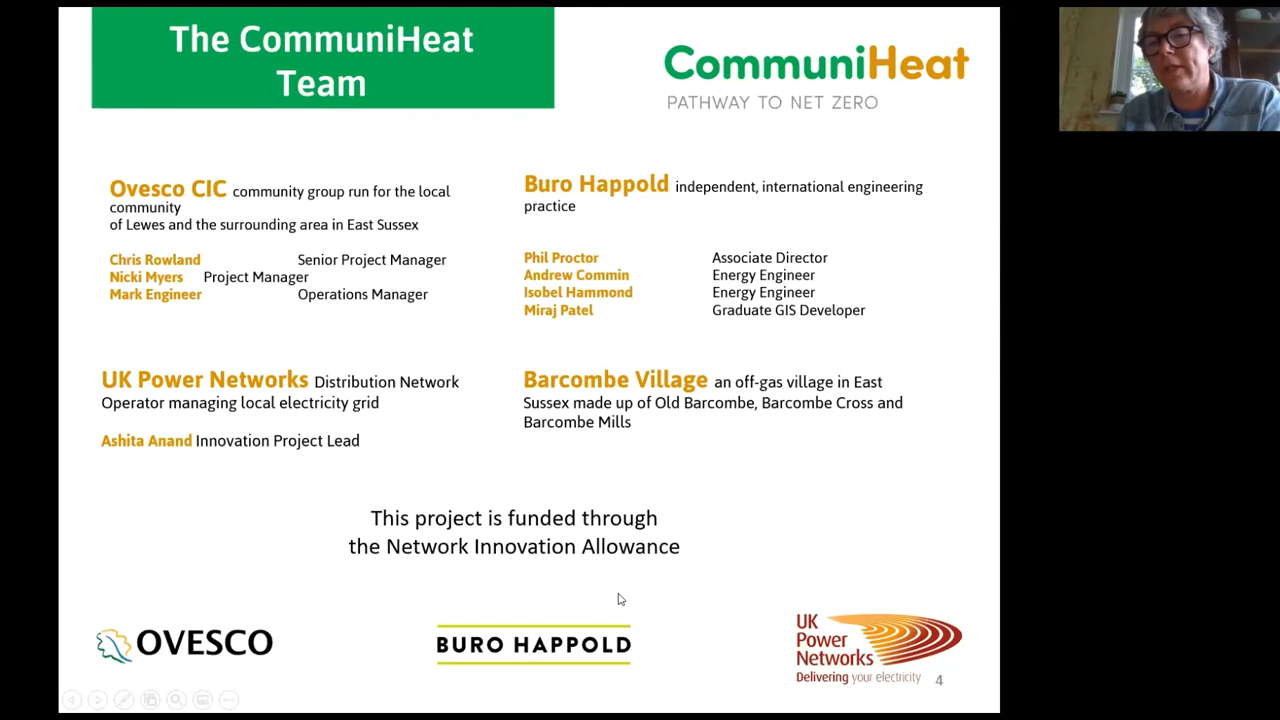 The CommuniHeat
Team
CommuniHeat
PATHWAY TO NET ZERO
Ovesco CIC community group run for the local
community
of Lewes and the surrounding area in East Sussex
Chris Rowland Senior Project Manager
Nicki Myers Project Manager
Mark Engineer Operations Manager
Buro Happold independent, international engineering
practice
Phil Proctor Associate Director
Andrew Commin Energy Engineer
Isobel Hammond Energy Engineer
Miraj Patel Graduate GIS Developer
UK Power Networks Distribution Network
Operator managing local electricity grid
Ashita Anand Innovation Project Lead
Barcombe Village an off-gas village in East
Sussex made up of Old Barcombe, Barcombe Cross and
Barcombe Mills
This project is funded through
the Network Innovation Allowance
OVESCO
BURO HAPPOLD
UK
Power
Networks
Delivering your electricity
4